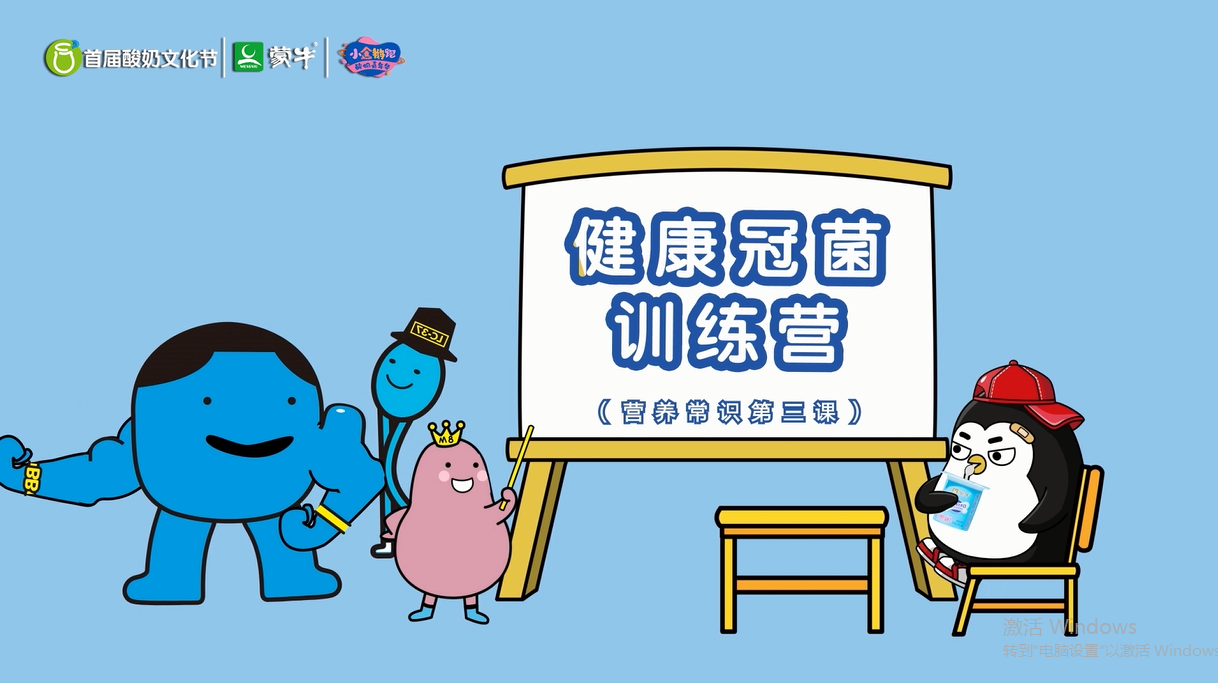 首届酸奶文化节
蒙牛
MENGNIU
健康冠菌
训练营
（营养常识第三课）
LC-37
M8
BB
激活 Windows
转到"电脑设置"以激活 Windows